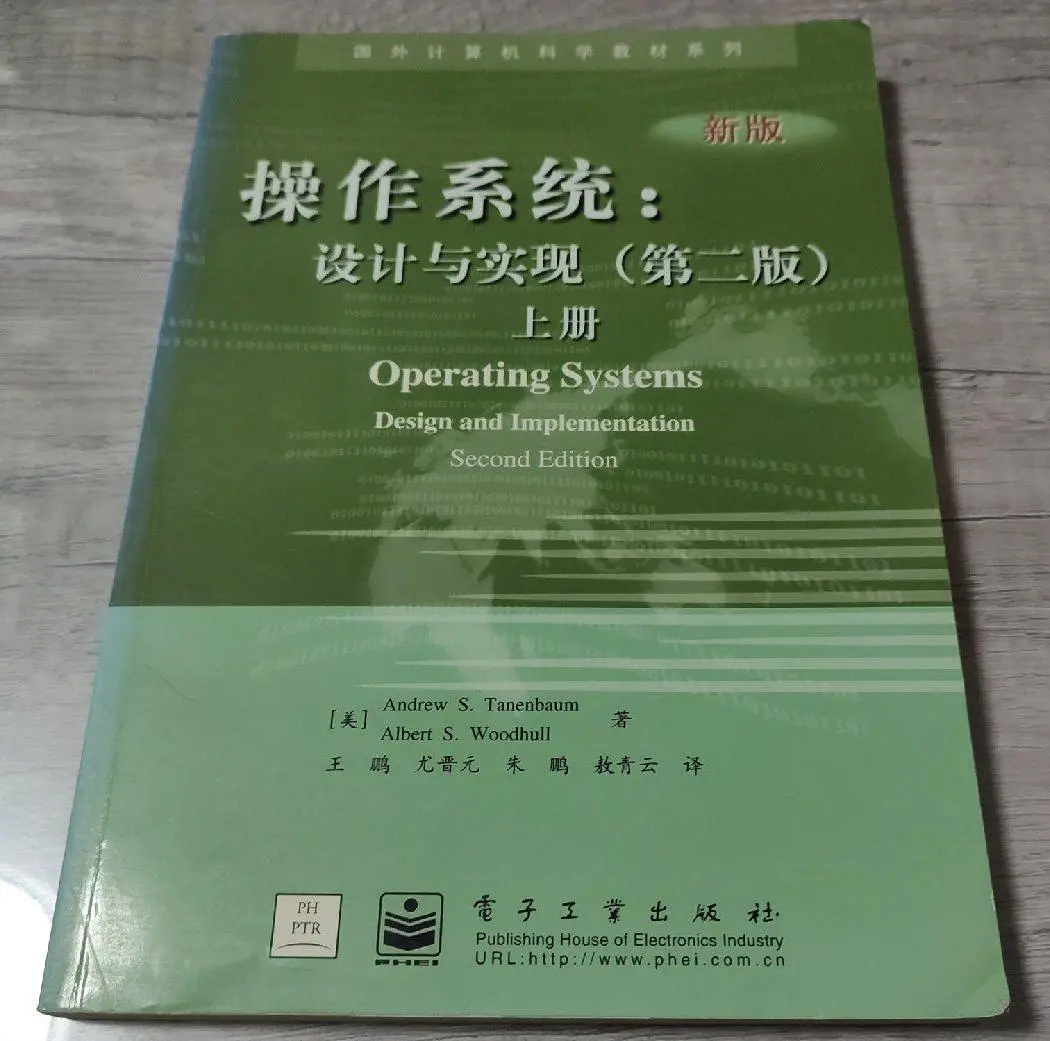 国外计算机科学教材系列
新版
操作系统：
设计与实现（第二版）
上册
Operating Systems
Design and Implementation
Second Edition
[美] Andrew S. Tanenbaum
Albert S. Woodhull 著
王 鹏 尤晋元 朱 鹏 敖青云 译
PH
PTR
PHEI
電子工業出版社
Publishing House of Electronics Industry
URL:http://www.phei.com.cn